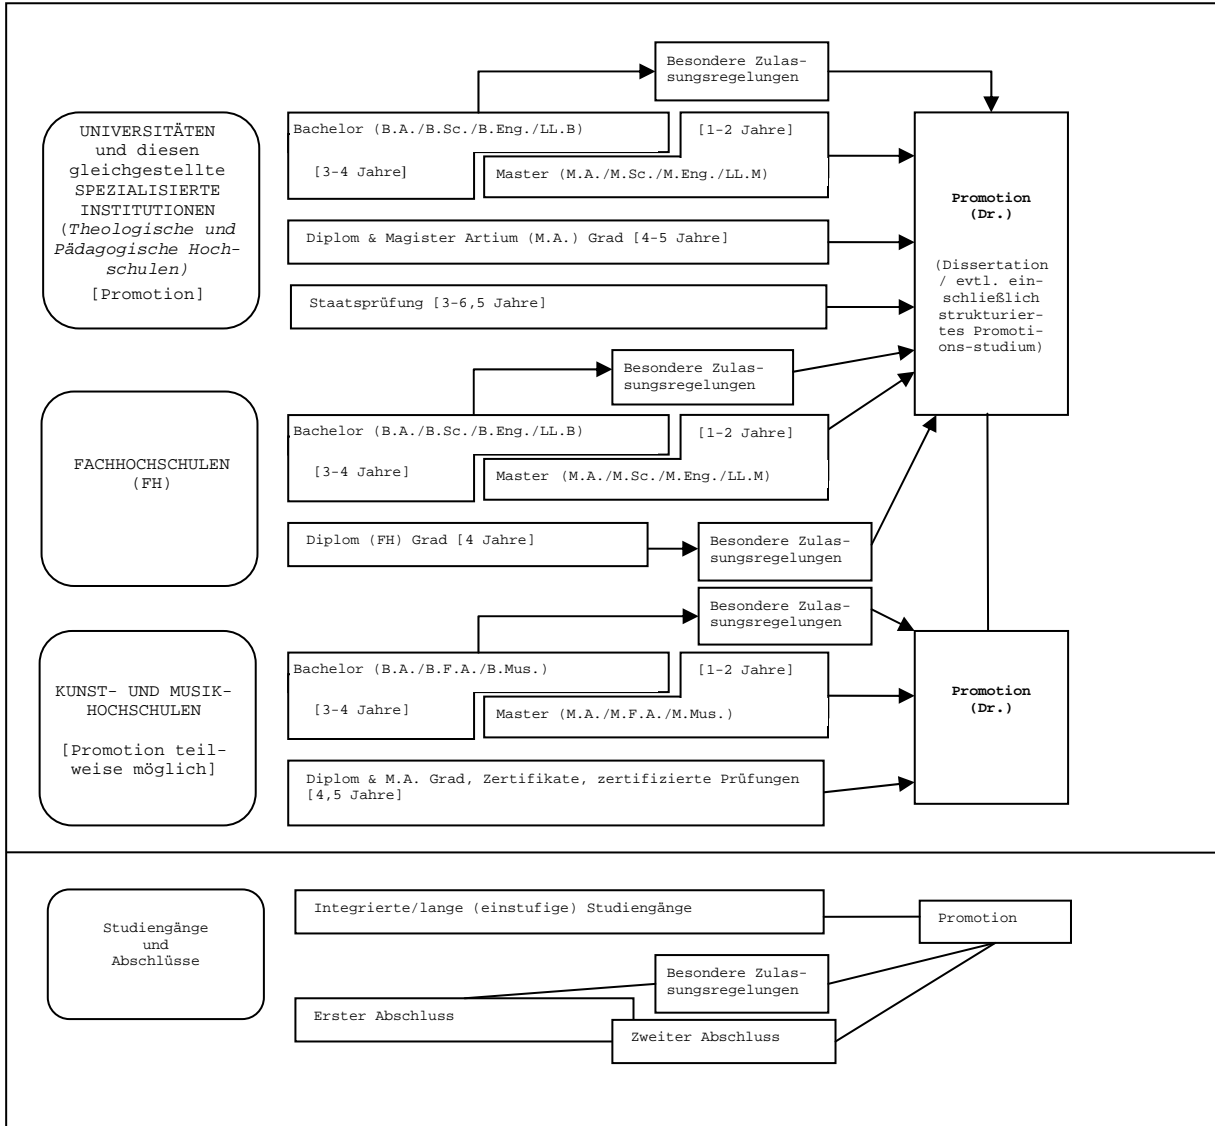 Besondere Zulas-
sungsregelungen
UNIVERSITÄTEN
und diesen
gleichgestellte
SPEZIALISIERTE
INSTITUTIONEN
(Theologische und
Pädagogische Hoch-
schulen)
[Promotion]
Bachelor (B.A./B.Sc./B.Eng./LL.B)
[3-4 Jahre]
[1-2 Jahre]
Master (M.A./M.Sc./M.Eng./LL.M)
Diplom & Magister Artium (M.A.) Grad [4-5 Jahre]
Staatsprüfung [3-6,5 Jahre]
Promotion
(Dr.)
(Dissertation
/ evtl. ein-
schließlich
strukturier-
tes Promoti-
ons-studium)
Besondere Zulas-
sungsregelungen
FACHHOCHSCHULEN
(FH)
Bachelor (B.A./B.Sc./B.Eng./LL.B)
[3-4 Jahre]
[1-2 Jahre]
Master (M.A./M.Sc./M.Eng./LL.M)
Diplom (FH) Grad [4 Jahre]
Besondere Zulas-
sungsregelungen
Besondere Zulas-
sungsregelungen
KUNST- UND MUSIK-
HOCHSCHULEN
[Promotion teil-
weise möglich]
Bachelor (B.A./B.F.A./B.Mus.)
[3-4 Jahre]
[1-2 Jahre]
Master (M.A./M.F.A./M.Mus.)
Diplom & M.A. Grad, Zertifikate, zertifizierte Prüfungen
[4,5 Jahre]
Promotion
(Dr.)
Studiengänge
und
Abschlüsse
Integrierte/lange (einstufige) Studiengänge
Promotion
Besondere Zulas-
sungsregelungen
Erster Abschluss
Zweiter Abschluss